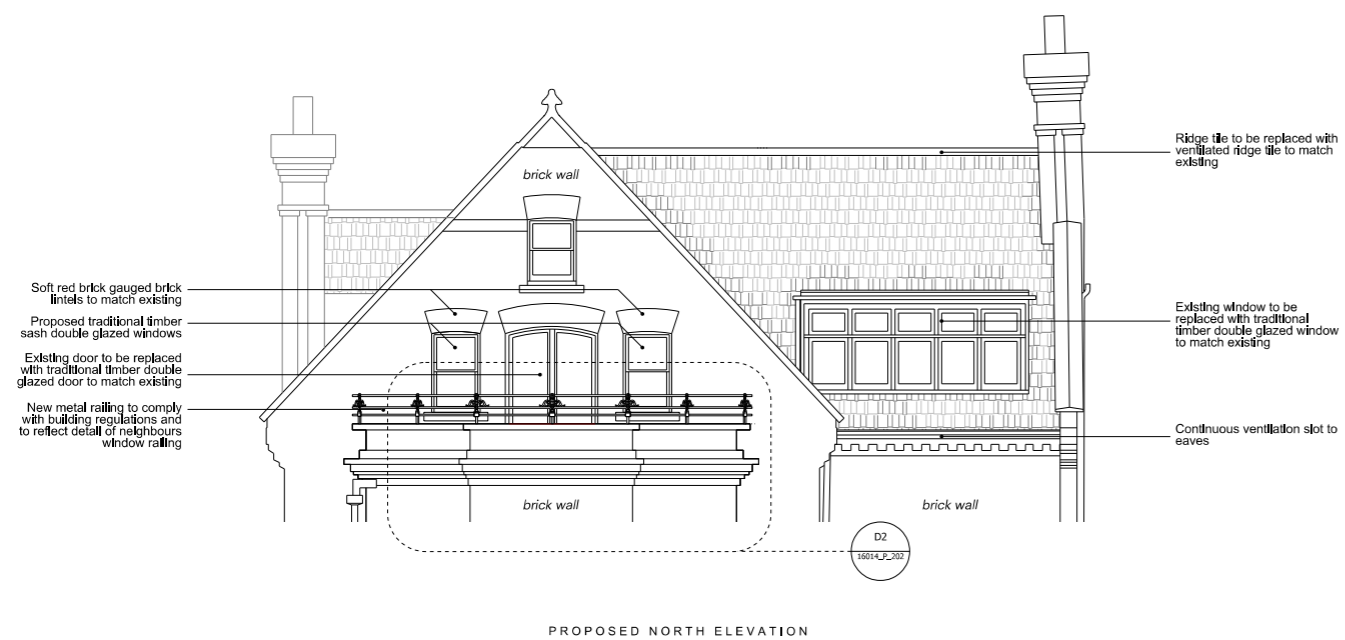 Ridge tile to be replaced with
ventilated ridge tile to match
existing
brick wall
Soft red brick gauged brick
lintels to match existing
Proposed traditional timber
sash double glazed windows
Existing door to be replaced
with traditional timber double
glazed door to match existing
New metal railing to comply
with building regulations and
to reflect detail of neighbours
window railing
Existing window to be
replaced with traditional
timber double glazed window
to match existing
Continuous ventilation slot to
eaves
brick wall
brick wall
D2
16014_P_202
PROPOSED NORTH ELEVATION